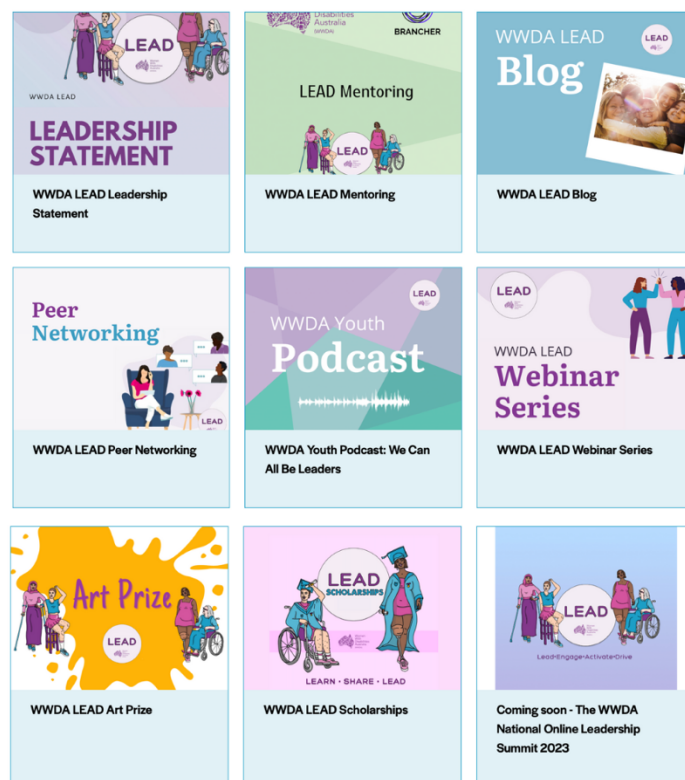 LEAD
WWDA LEAD
LEADERSHIP
STATEMENT
WWDA LEAD Leadership
Statement
Disabilities
Australia
(WWDA)
BRANCHER
LEAD Mentoring
LEAD
WWDA LEAD Mentoring
WWDA LEAD
Blog
LEAD
WWDA LEAD Blog
Peer
Networking
LEAD
WWDA LEAD Peer Networking
LEAD
WWDA Youth
Podcast
WWDA Youth Podcast: We Can
All Be Leaders
LEAD
WWDA LEAD
Webinar
Series
WWDA LEAD Webinar Series
Art Prize
LEAD
WWDA LEAD Art Prize
LEAD
SCHOLARSHIPS
LEARN · SHARE · LEAD
WWDA LEAD Scholarships
LEAD
Lead•Engage•Activate•Drive
Coming soon - The WWDA
National Online Leadership
Summit 2023